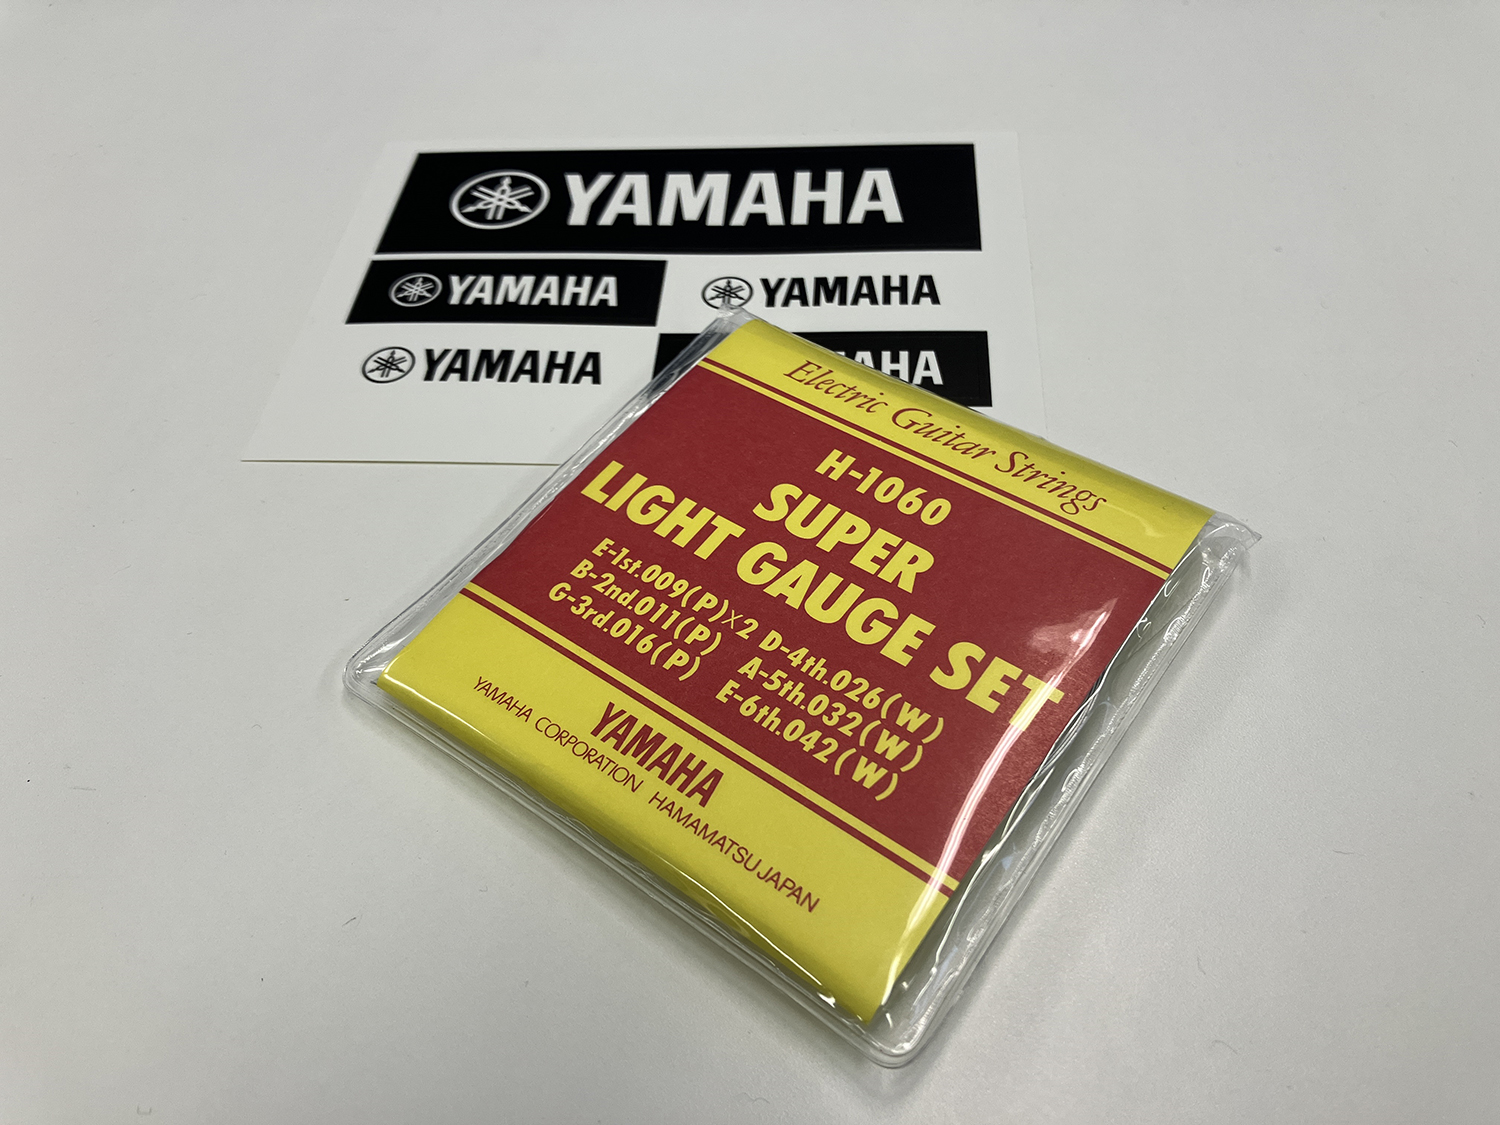 YAMAHA
YAMAHA
YAMAHA
YAMAHA
Electric Guitar Strings
H-1060
SUPER
LIGHT GAUGE SET
E-1st.009(P)×2 D-4th.026(W)
B-2nd.011(P) A-5th.032(W)
G-3rd.016(P) E-6th.042(W)
YAMAHA
YAMAHA CORPORATION HAMAMATSU JAPAN